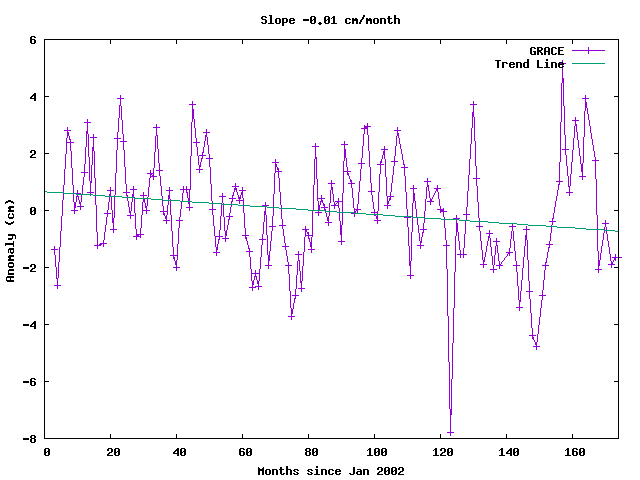 Slope -0.01 cm/month
GRACE
Trend Line
6
4
2
0
-2
-4
-6
-8
Anomaly (cm)
0 20 40 60 80 100 120 140 160
Months since Jan 2002